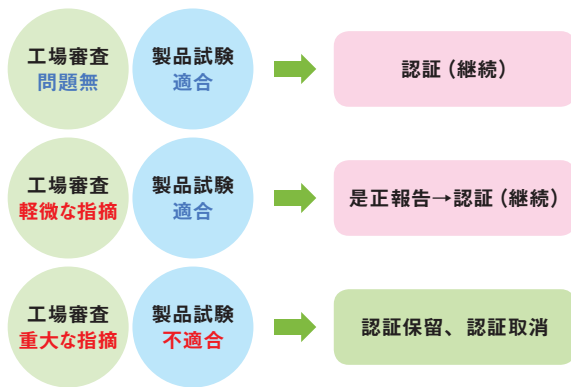 工場審査
問題無
製品試験
適合
認証（継続）
工場審査
軽微な指摘
製品試験
適合
是正報告→認証（継続）
工場審査
重大な指摘
製品試験
不適合
認証保留、認証取消